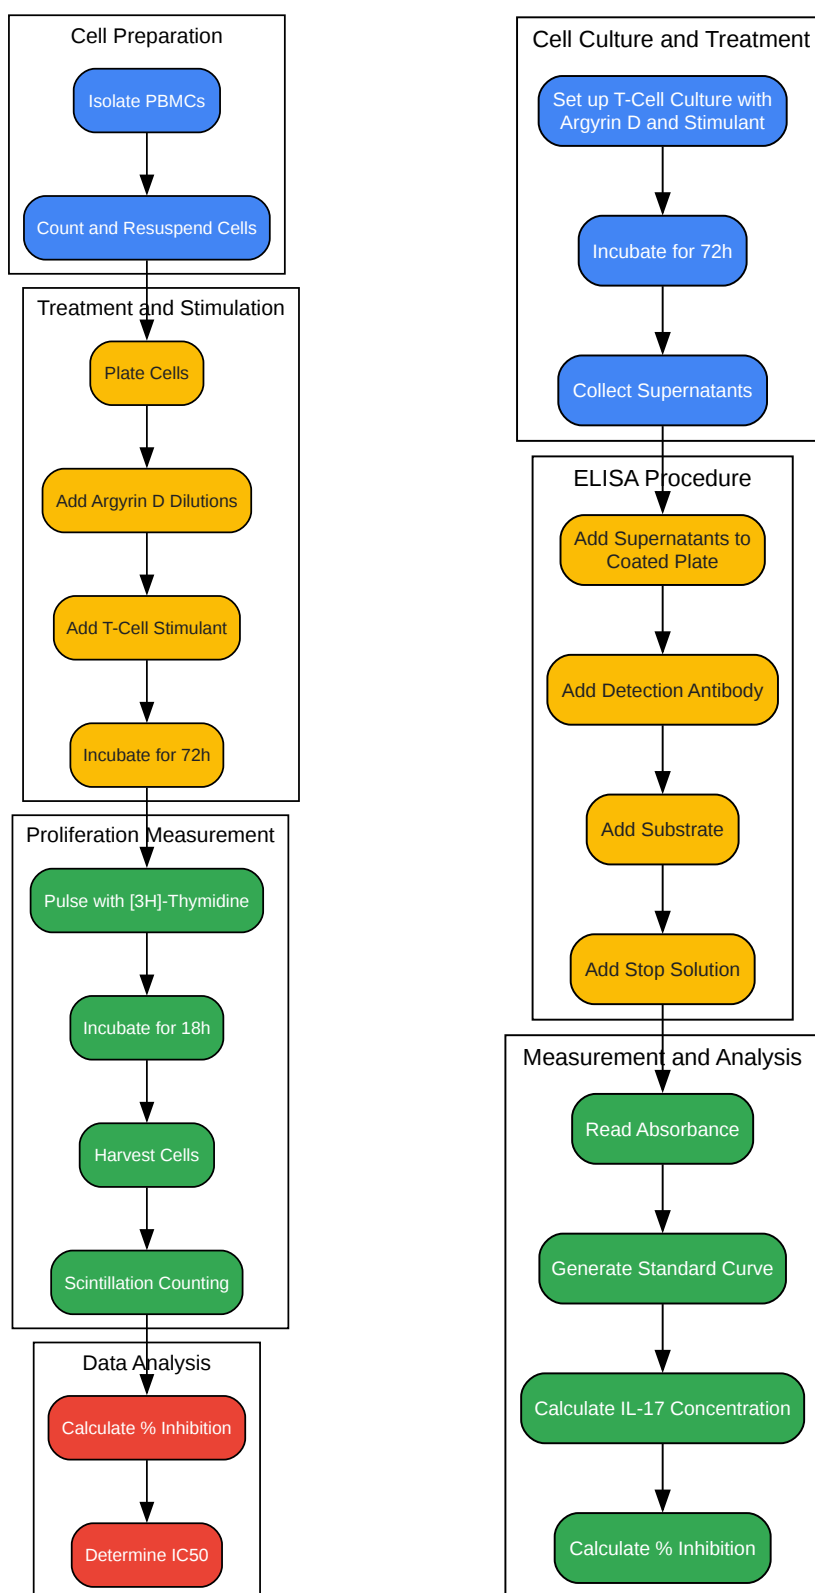 Cell Preparation
Isolate PBMCs
Count and Resuspend Cells
Treatment and Stimulation
Plate Cells
Add Argyrin D Dilutions
Add T-Cell Stimulant
Incubate for 72h
Proliferation Measurement
Pulse with [3H]-Thymidine
Incubate for 18h
Harvest Cells
Scintillation Counting
Data Analysis
Calculate % Inhibition
Determine IC50
Cell Culture and Treatment
Set up T-Cell Culture with
Argyrin D and Stimulant
Incubate for 72h
Collect Supernatants
ELISA Procedure
Add Supernatants to
Coated Plate
Add Detection Antibody
Add Substrate
Add Stop Solution
Measurement and Analysis
Read Absorbance
Generate Standard Curve
Calculate IL-17 Concentration
Calculate % Inhibition